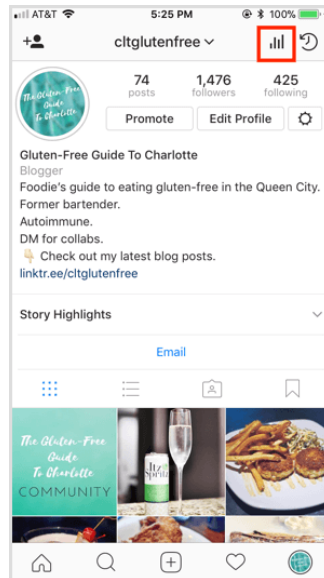 AT&T 5:25 PM 100%
cltglutenfree
74 1,476 425
posts followers following
Promote Edit Profile
The Gluten-Free
Guide
To Charlotte
Gluten-Free Guide To Charlotte
Blogger
Foodie's guide to eating gluten-free in the Queen City.
Former bartender.
Autoimmune.
DM for collabs.
👇🏻 Check out my latest blog posts.
linktr.ee/cltglutenfree
Story Highlights
Email
The Gluten-Free
Guide
To Charlotte
COMMUNITY
Itz
Spritz